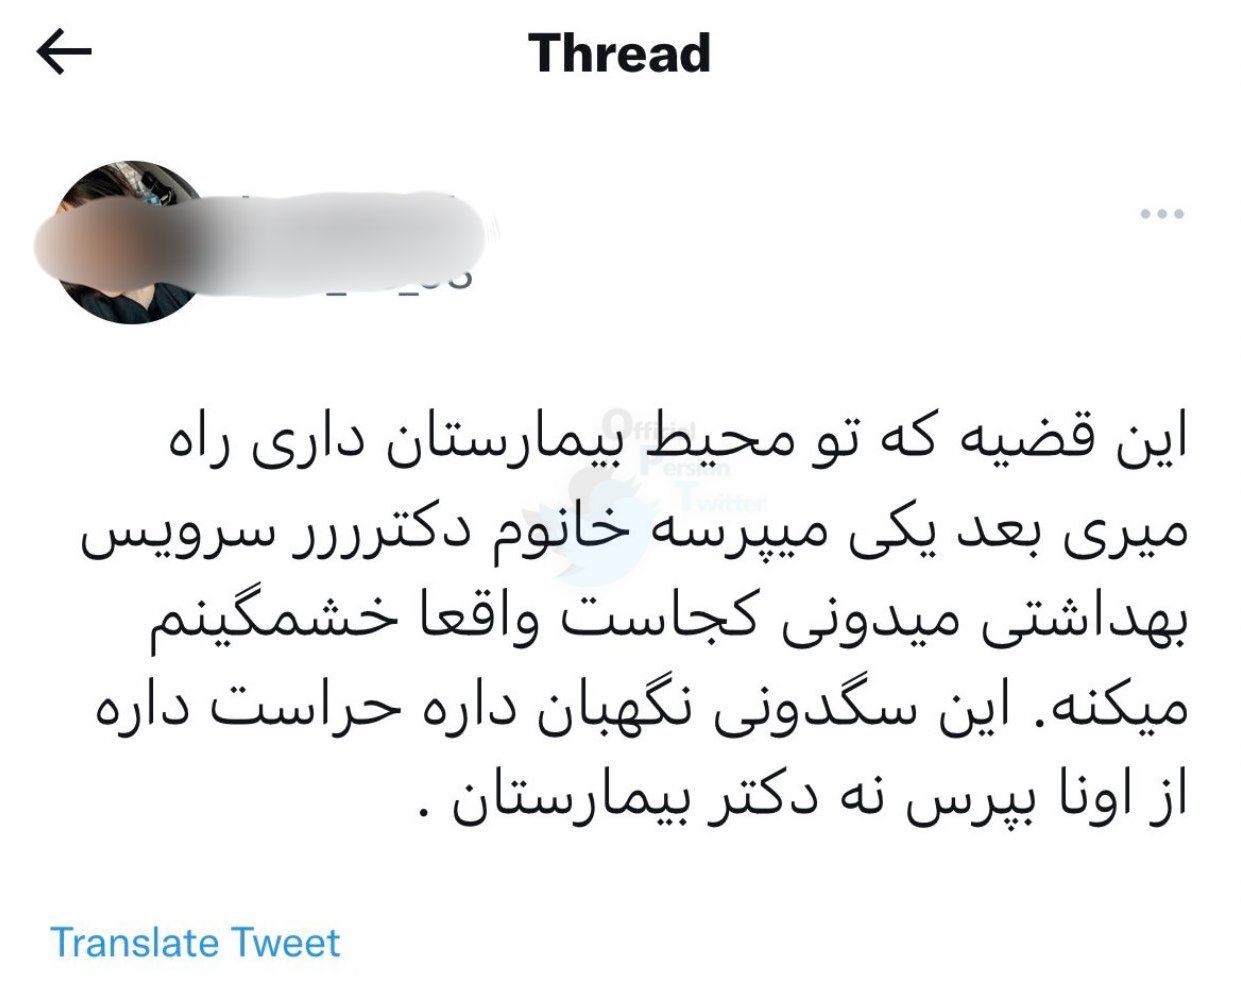 Thread
این قضیه که تو محیط بیمارستان داری راه
میری بعد یکی میپرسه خانوم دکترررر سرویس
بهداشتی میدونی کجاست واقعا خشمگینم
میکنه. این سگدونی نگهبان داره حراست داره
از اونا بپرس نه دکتر بیمارستان .
Official
Persian
Twitter
Translate Tweet